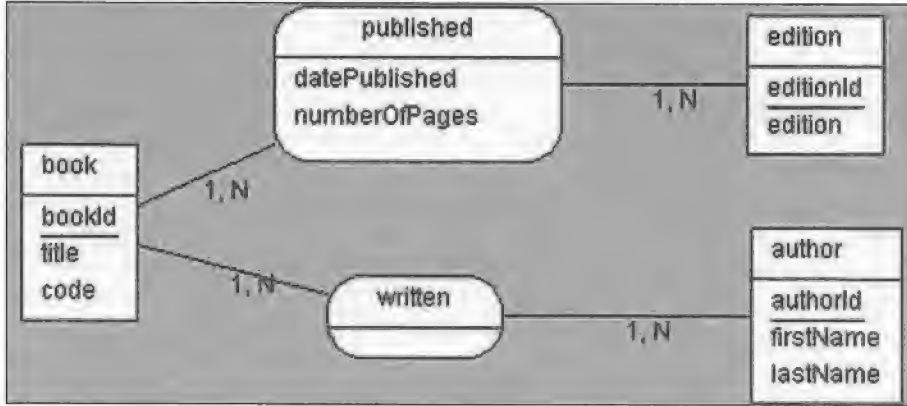 published
datePublished
numberOfPages
1, N
edition
editionId
edition
book
bookId
title
code
1, N
1, N
written
1, N
author
authorId
firstName
lastName